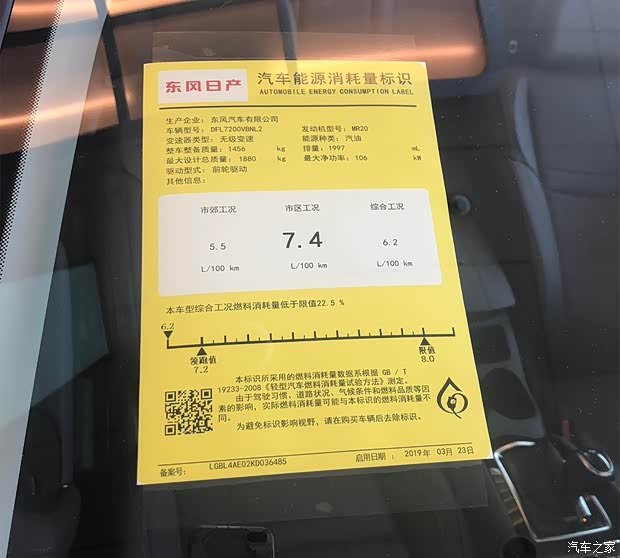 东风日产
汽车能源消耗量标识
AUTOMOBILE ENERGY CONSUMPTION LABEL
生产企业: 东风汽车有限公司
车辆型号: DFL7200VBNL2 发动机型号: MR20
变速器类型: 无级变速 能源种类: 汽油
整车整备质量: 1456 kg 排量: 1997 mL
最大设计总质量: 1880 kg 最大净功率: 106 kW
驱动型式: 前轮驱动
其他信息:
市郊工况 市区工况 综合工况
5.5 7.4 6.2
L/100 km L/100 km L/100 km
本车型综合工况燃料消耗量低于限值22.5 %
6.2
领跑值 限值
7.2 8.0
本标识所采用的燃料消耗量数据系根据 GB / T
19233-2008《轻型汽车燃料消耗量试验方法》测定。
由于驾驶习惯、道路状况、气候条件和燃料品质等因
素的影响, 实际燃料消耗量可能与本标识的燃料消耗量不
同。
为避免标识影响视野, 请在购买车辆后去除标识。
备案号: LGBL4AE02KD036485 启用日期: 2019年 03月 23日
汽车之家